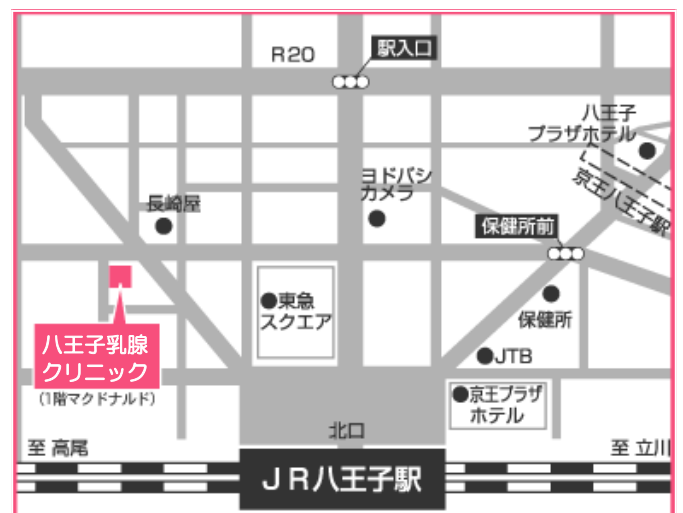 R20
駅入口
八王子
プラザホテル
京王八王子駅
ヨドバシ
カメラ
長崎屋
保健所前
東急
スクエア
保健所
八王子乳腺
クリニック
(1階マクドナルド)
JTB
京王プラザ
ホテル
北口
至 高尾
至 立川
JR八王子駅